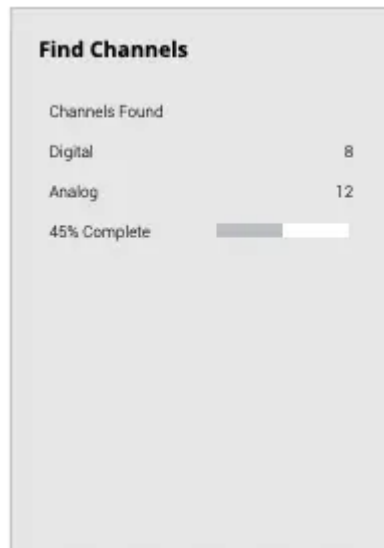 Find Channels
Channels Found
Digital 8
Analog 12
45% Complete